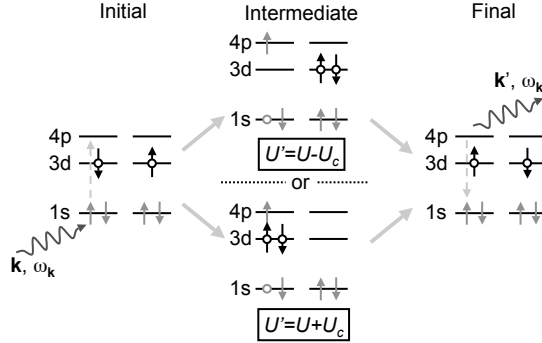 Initial
Intermediate
Final
4p
3d
1s
U'=U-Uc
or
4p
3d
1s
k, ωk
4p
3d
1s
U'=U+Uc
k', ωk
4p
3d
1s